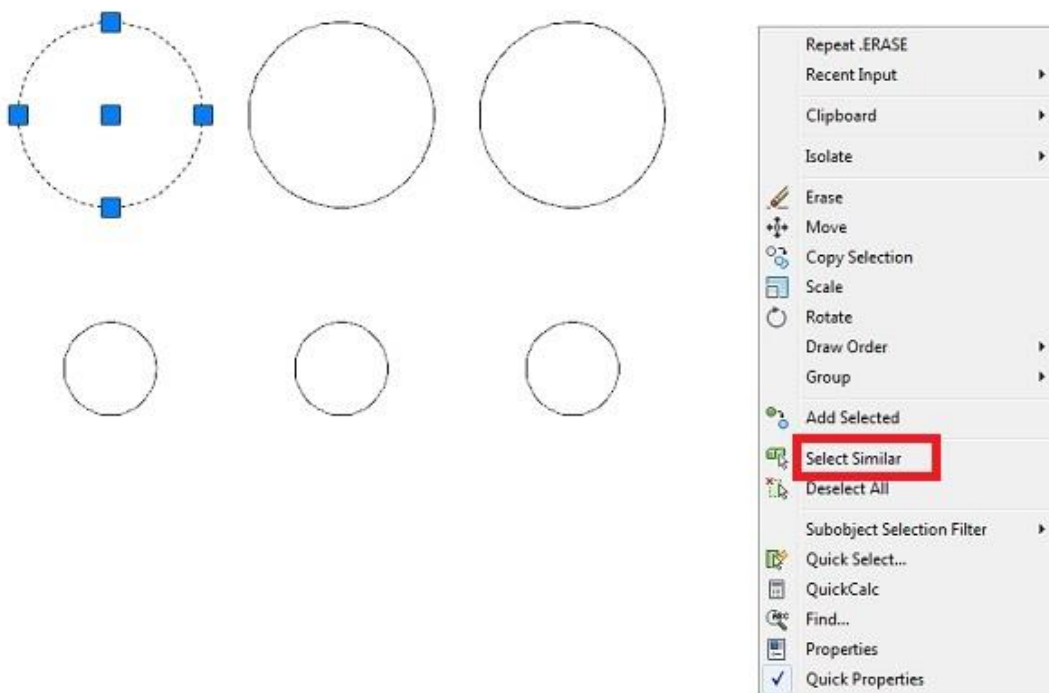 Repeat .ERASE
Recent Input
Clipboard
Isolate
Erase
Move
Copy Selection
Scale
Rotate
Draw Order
Group
Add Selected
Select Similar
Deselect All
Subobject Selection Filter
Quick Select...
QuickCalc
Find...
Properties
Quick Properties